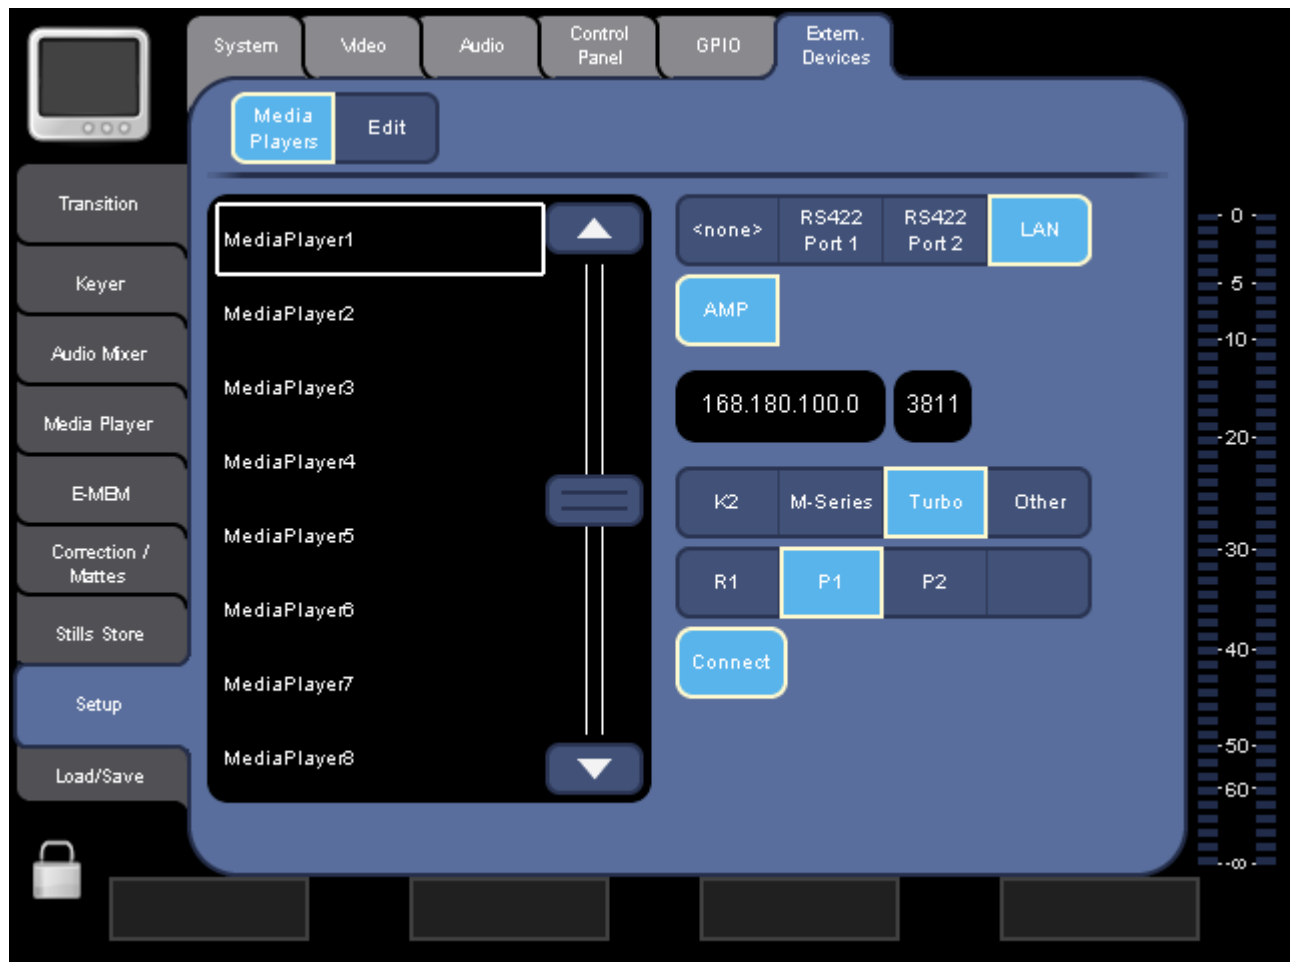 System
Video
Audio
Control
Panel
GPIO
Extern.
Devices
Media
Players
Edit
Transition
Keyer
Audio Mixer
Media Player
E-MEM
Correction /
Mattes
Stills Store
Setup
Load/Save
MediaPlayer1
MediaPlayer2
MediaPlayer3
MediaPlayer4
MediaPlayer5
MediaPlayer6
MediaPlayer7
MediaPlayer8
<none>
RS422
Port 1
RS422
Port 2
LAN
AMP
168.180.100.0
3811
K2
M-Series
Turbo
Other
R1
P1
P2
Connect
- 0 -
- 5 -
-10-
-20-
-30-
-40-
-50-
-60-
--∞-